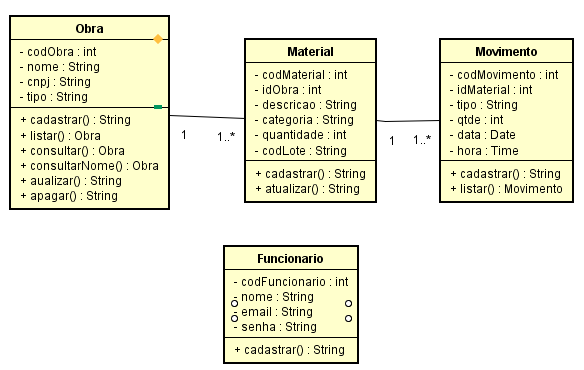 Obra
- codObra : int
- nome : String
- cnpj : String
- tipo : String
+ cadastrar() : String
+ listar() : Obra
+ consultar() : Obra
+ consultarNome() : Obra
+ aualizar() : String
+ apagar() : String
1
1..*
Material
- codMaterial : int
- idObra : int
- descricao : String
- categoria : String
- quantidade : int
- codLote : String
+ cadastrar() : String
+ atualizar() : String
1
1..*
Movimento
- codMovimento : int
- idMaterial : int
- tipo : String
- qtde : int
- data : Date
- hora : Time
+ cadastrar() : String
+ listar() : Movimento
Funcionario
- codFuncionario : int
- nome : String
- email : String
- senha : String
+ cadastrar() : String